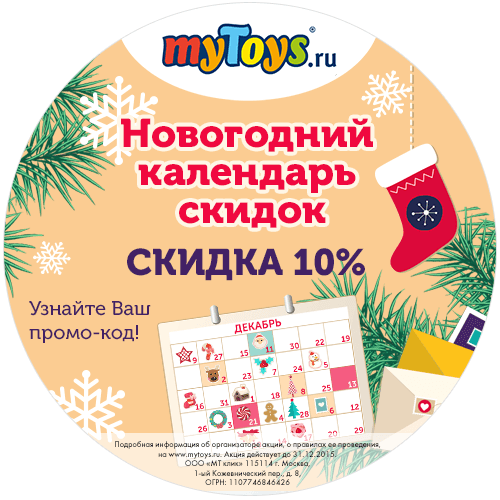 myToys.ru
Новогодний
календарь
скидок
СКИДКА 10%
Узнайте Ваш
промо-код!
ДЕКАБРЬ
Подробная информация об организаторе акции, о правилах ее проведения,
на www.mytoys.ru. Акция действует до 31.12.2015.
ООО «МТ клик» 115114 г. Москва,
1-ый Кожевнический пер., д. 8,
ОГРН: 1107746846426